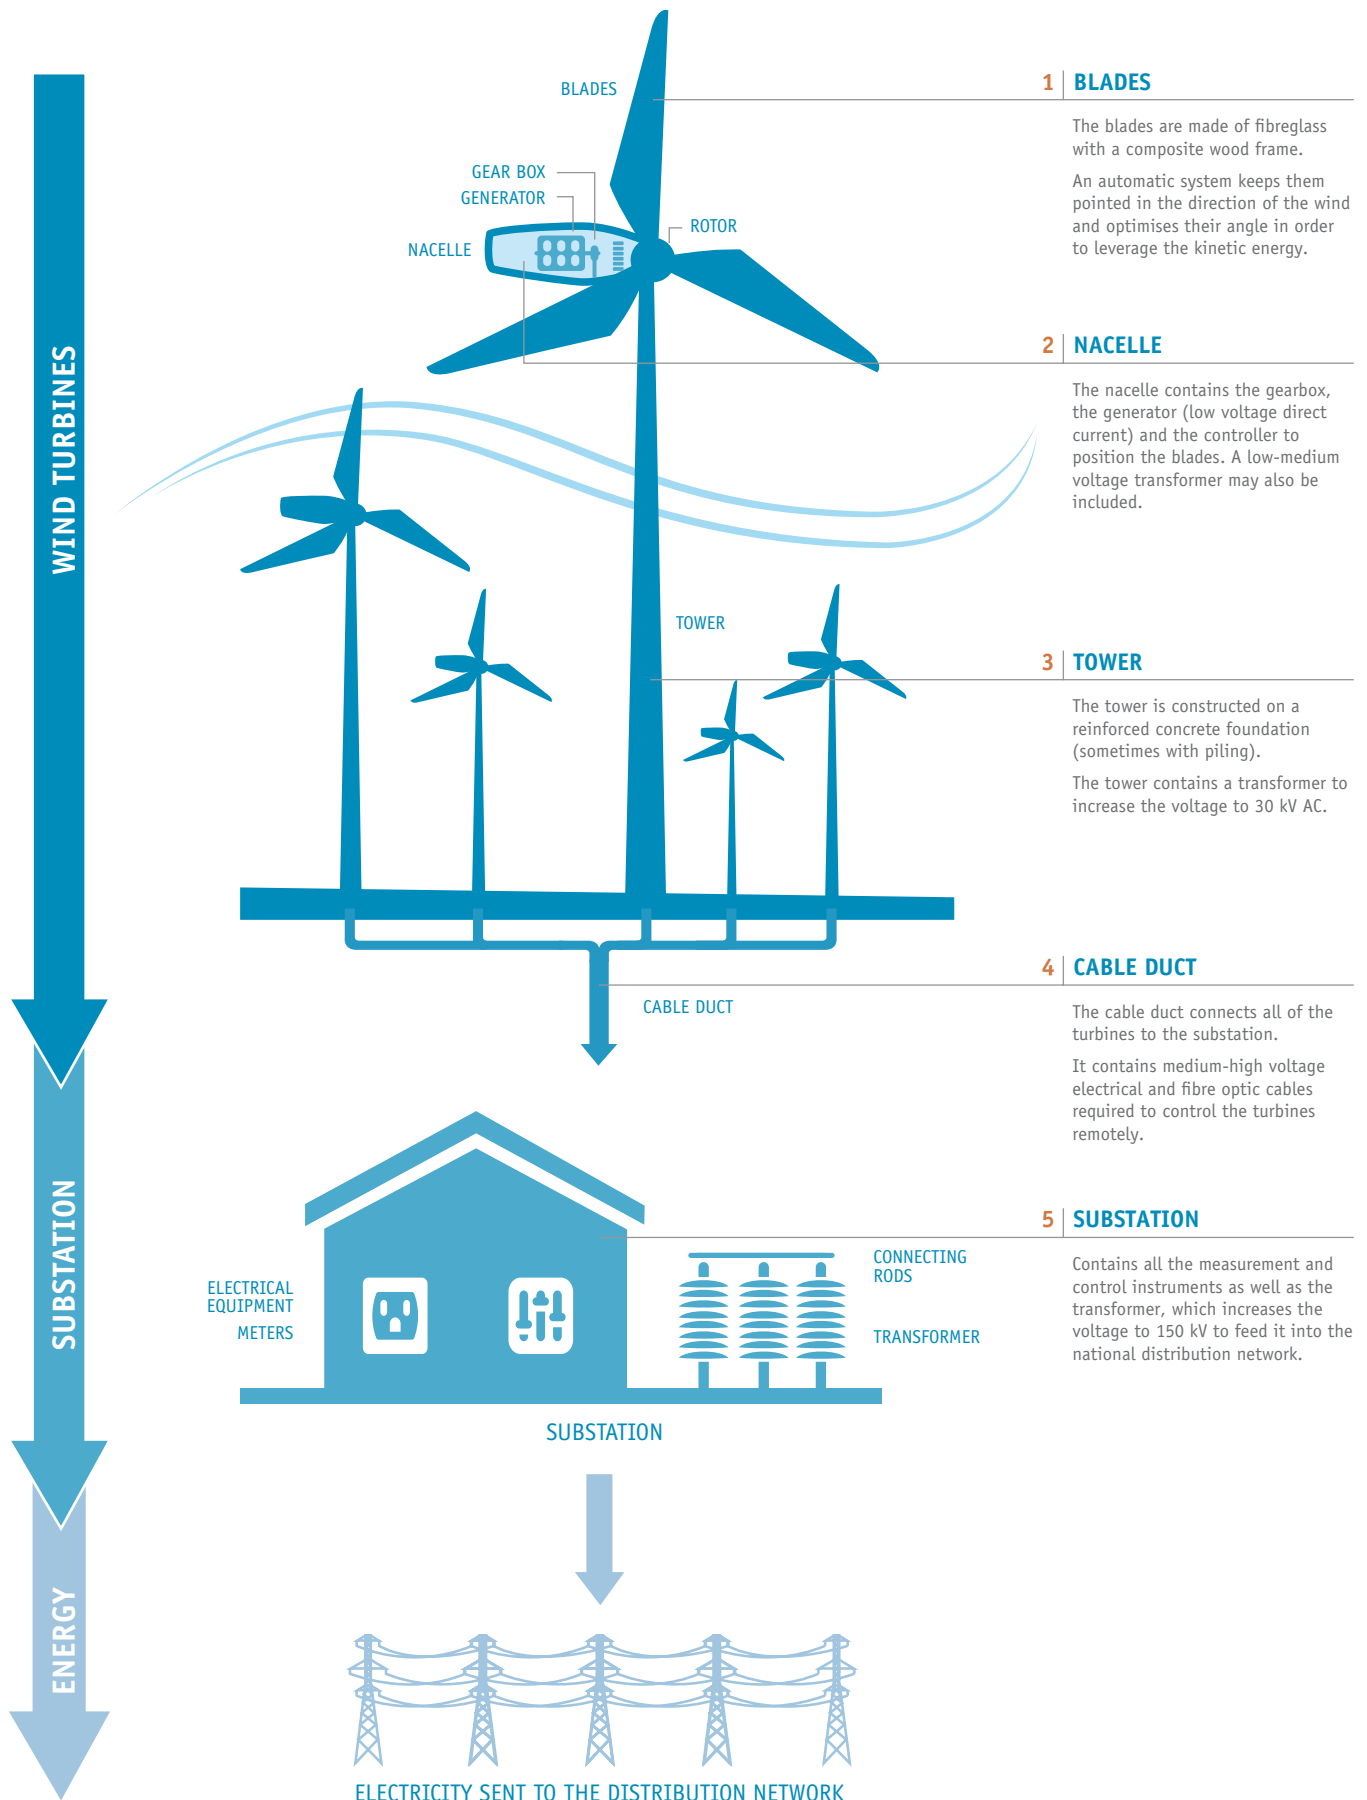 WIND TURBINES
SUBSTATION
ENERGY
BLADES
GEAR BOX
GENERATOR
NACELLE
ROTOR
TOWER
CABLE DUCT
ELECTRICAL
EQUIPMENT
METERS
CONNECTING
RODS
TRANSFORMER
SUBSTATION
ELECTRICITY SENT TO THE DISTRIBUTION NETWORK
1 BLADES
The blades are made of fibreglass
with a composite wood frame.
An automatic system keeps them
pointed in the direction of the wind
and optimises their angle in order
to leverage the kinetic energy.
2 NACELLE
The nacelle contains the gearbox,
the generator (low voltage direct
current) and the controller to
position the blades. A low-medium
voltage transformer may also be
included.
3 TOWER
The tower is constructed on a
reinforced concrete foundation
(sometimes with piling).
The tower contains a transformer to
increase the voltage to 30 kV AC.
4 CABLE DUCT
The cable duct connects all of the
turbines to the substation.
It contains medium-high voltage
electrical and fibre optic cables
required to control the turbines
remotely.
5 SUBSTATION
Contains all the measurement and
control instruments as well as the
transformer, which increases the
voltage to 150 kV to feed it into the
national distribution network.